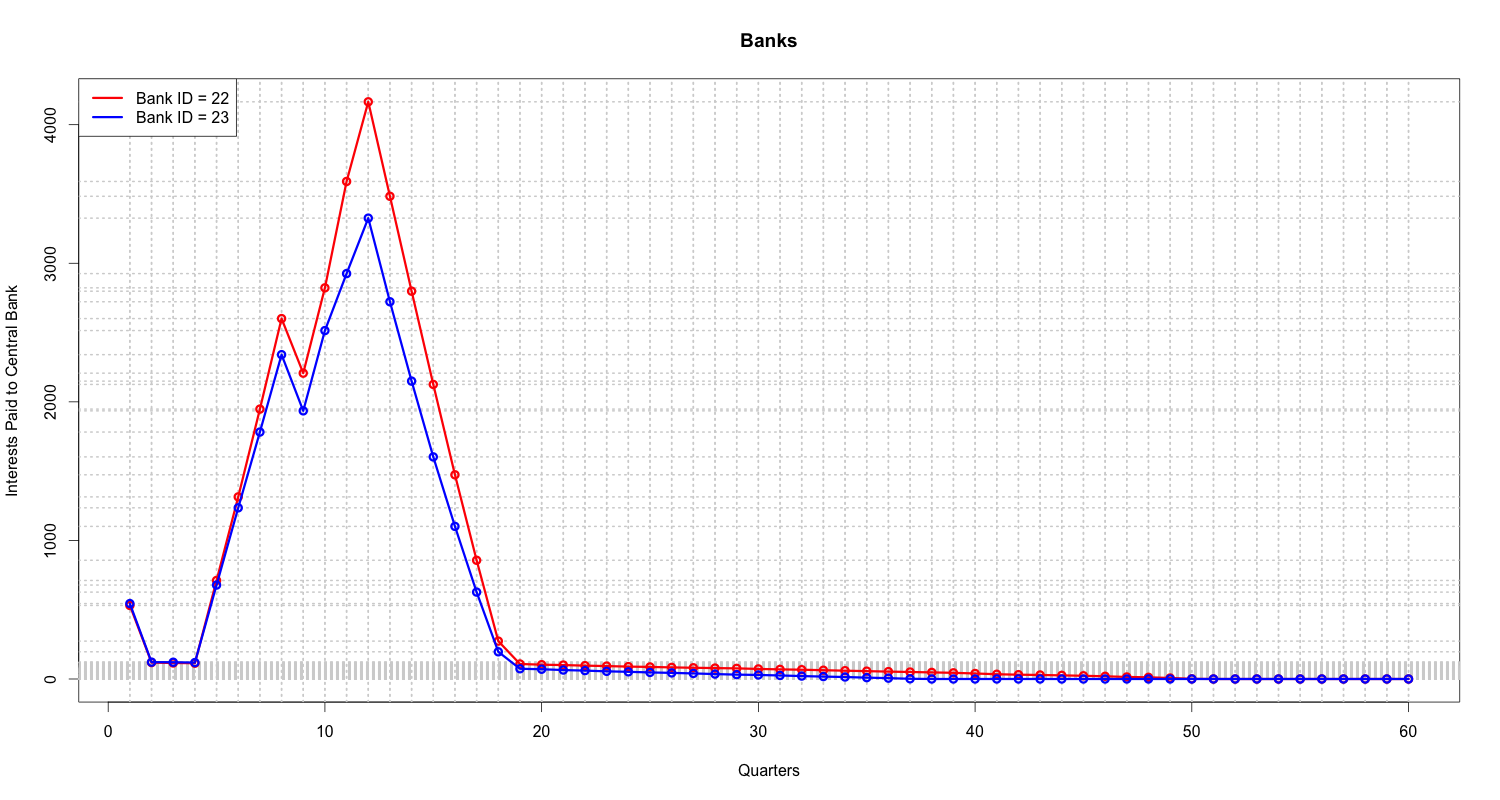 Banks
Bank ID = 22
Bank ID = 23
Interests Paid to Central Bank
4000
3000
2000
1000
0
0 10 20 30 40 50 60
Quarters